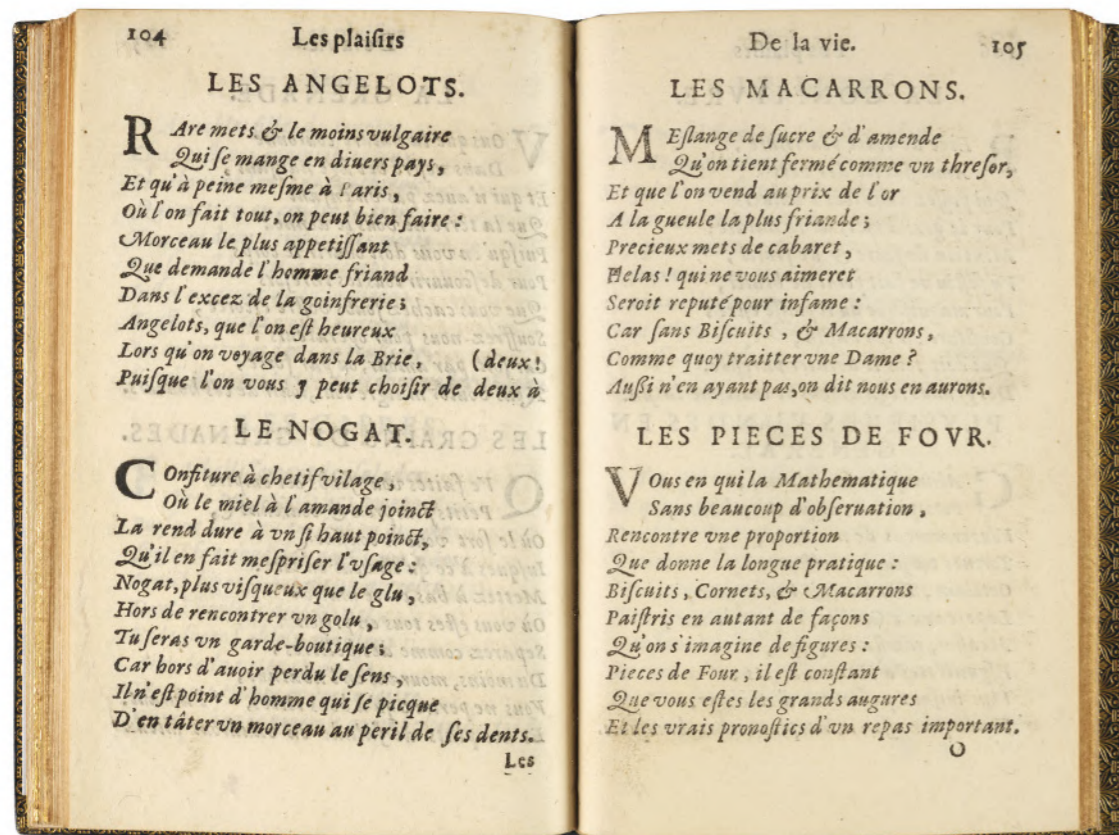 104 Les plaiſirs
LES ANGELOTS.
RAre mets & le moins vulgaire
Qui ſe mange en diuers pays,
Et qu'à peine meſme à Paris,
Où l'on fait tout, on peut bien faire :
Morceau le plus appetiſſant
Que demande l'homme friand
Dans l'excez de la goinfrerie ;
Angelots, que l'on eſt heureux
Lors qu'on voyage dans la Brie, (deux !
Puiſque l'on vous y peut choiſir de deux à
LE NOGAT.
COnfiture à chetif vilage,
Où le miel à l'amande joinct
La rend dure à vn ſi haut poinct,
Qu'il en fait meſpriſer l'vſage :
Nogat, plus viſqueux que le glu,
Hors de rencontrer vn golu,
Tu ſeras vn garde-boutique ;
Car hors d'auoir perdu le ſens,
Il n'eſt point d'homme qui ſe picque
D'en tâter vn morceau au peril de ſes dents.
Les
De la vie. 105
LES MACARRONS.
MEſlange de ſucre & d'amende
Qu'on tient fermé comme vn threſor,
Et que l'on vend au prix de l'or
A la gueule la plus friande ;
Precieux mets de cabaret,
Helas ! qui ne vous aimeret
Seroit reputé pour infame :
Car ſans Biſcuits, & Macarrons,
Comme quoy traitter vne Dame ?
Auſſi n'en ayant pas, on dit nous en aurons.
LES PIECES DE FOVR.
VOus en qui la Mathematique
Sans beaucoup d'obſeruation,
Rencontre vne proportion
Que donne la longue pratique :
Biſcuits, Cornets, & Macarrons
Paiſtris en autant de façons
Qu'on s'imagine de figures :
Pieces de Four, il eſt conſtant
Que vous eſtes les grands augures
Et les vrais pronoſtics d'vn repas important.
O